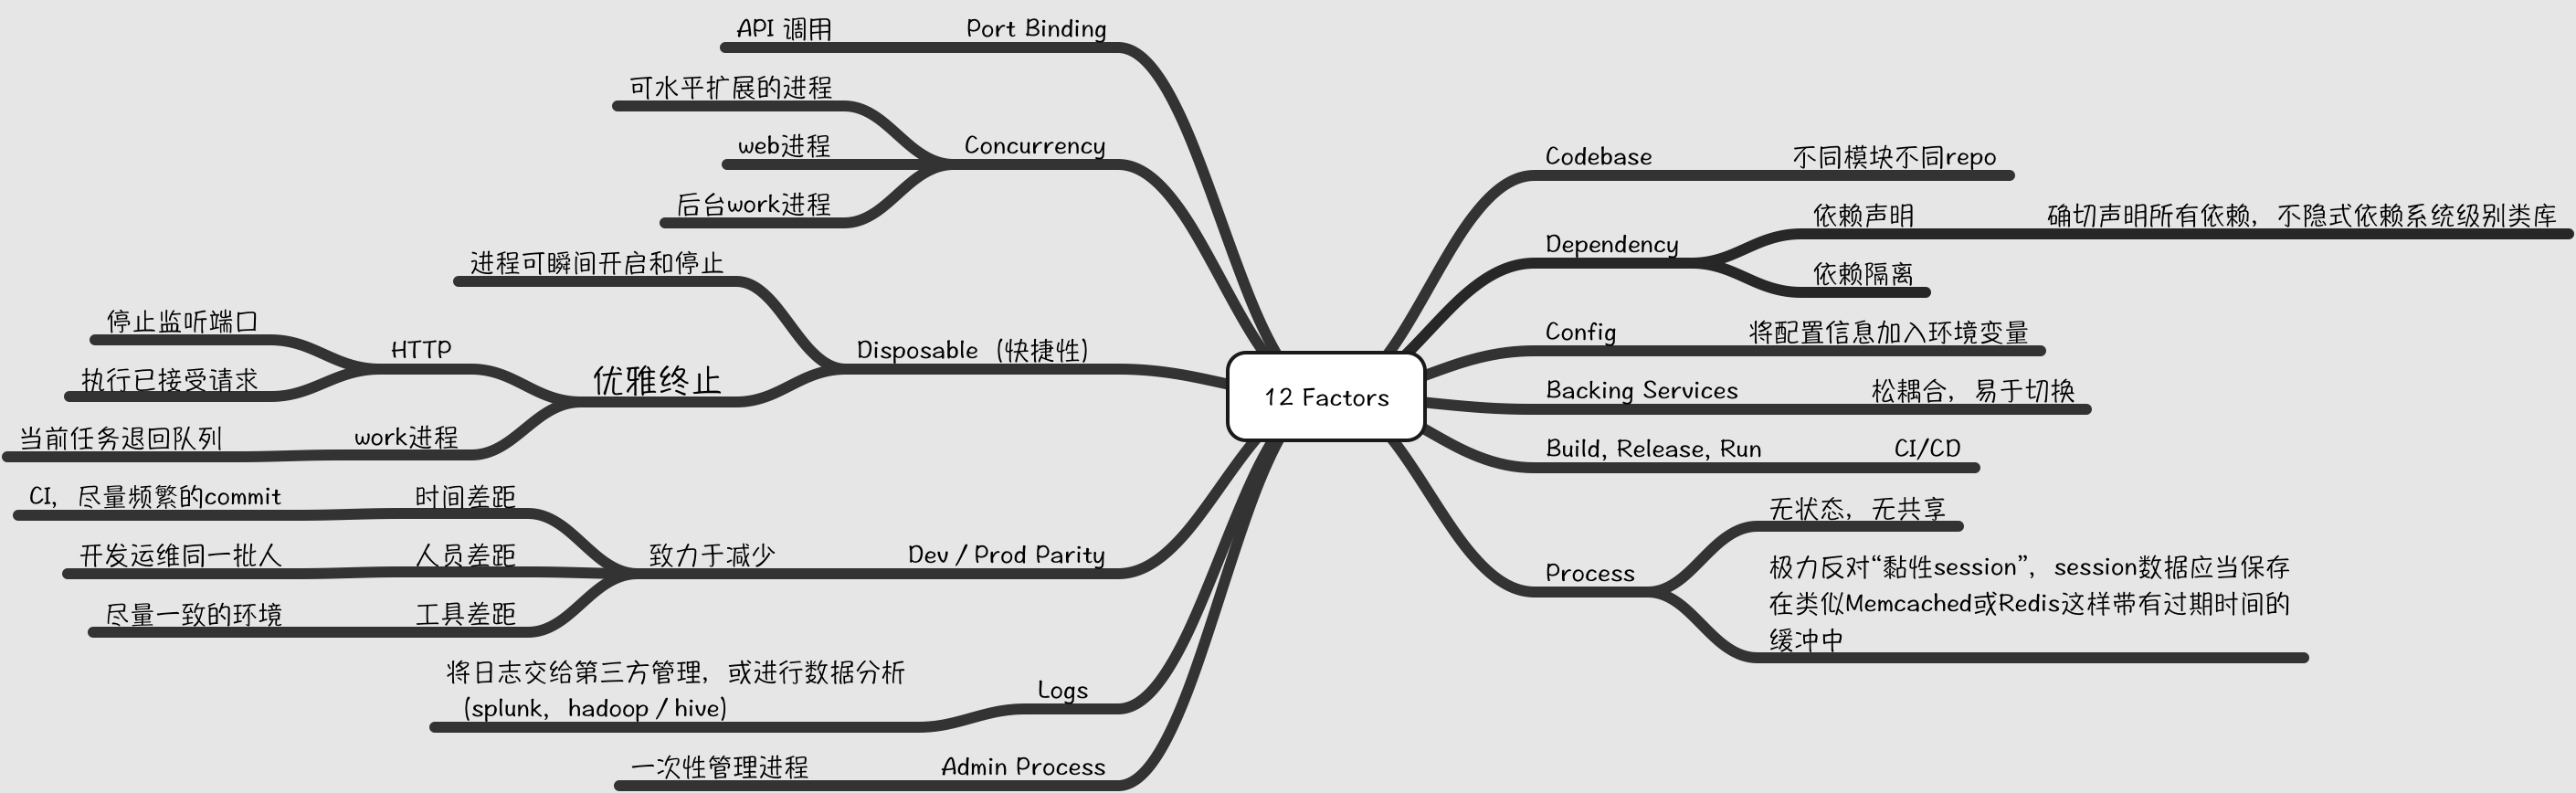 12 Factors
Codebase
不同模块不同repo
Dependency
依赖声明
确切声明所有依赖，不隐式依赖系统级别类库
依赖隔离
Config
将配置信息加入环境变量
Backing Services
松耦合，易于切换
Build, Release, Run
CI/CD
Process
无状态，无共享
极力反对“黏性session”，session数据应当保存
在类似Memcached或Redis这样带有过期时间的
缓冲中
Port Binding
API 调用
Concurrency
可水平扩展的进程
web进程
后台work进程
Disposable（快捷性）
进程可瞬间开启和停止
优雅终止
HTTP
停止监听端口
执行已接受请求
work进程
当前任务退回队列
Dev / Prod Parity
致力于减少
时间差距
CI，尽量频繁的commit
人员差距
开发运维同一批人
工具差距
尽量一致的环境
Logs
将日志交给第三方管理，或进行数据分析
（splunk，hadoop / hive）
Admin Process
一次性管理进程